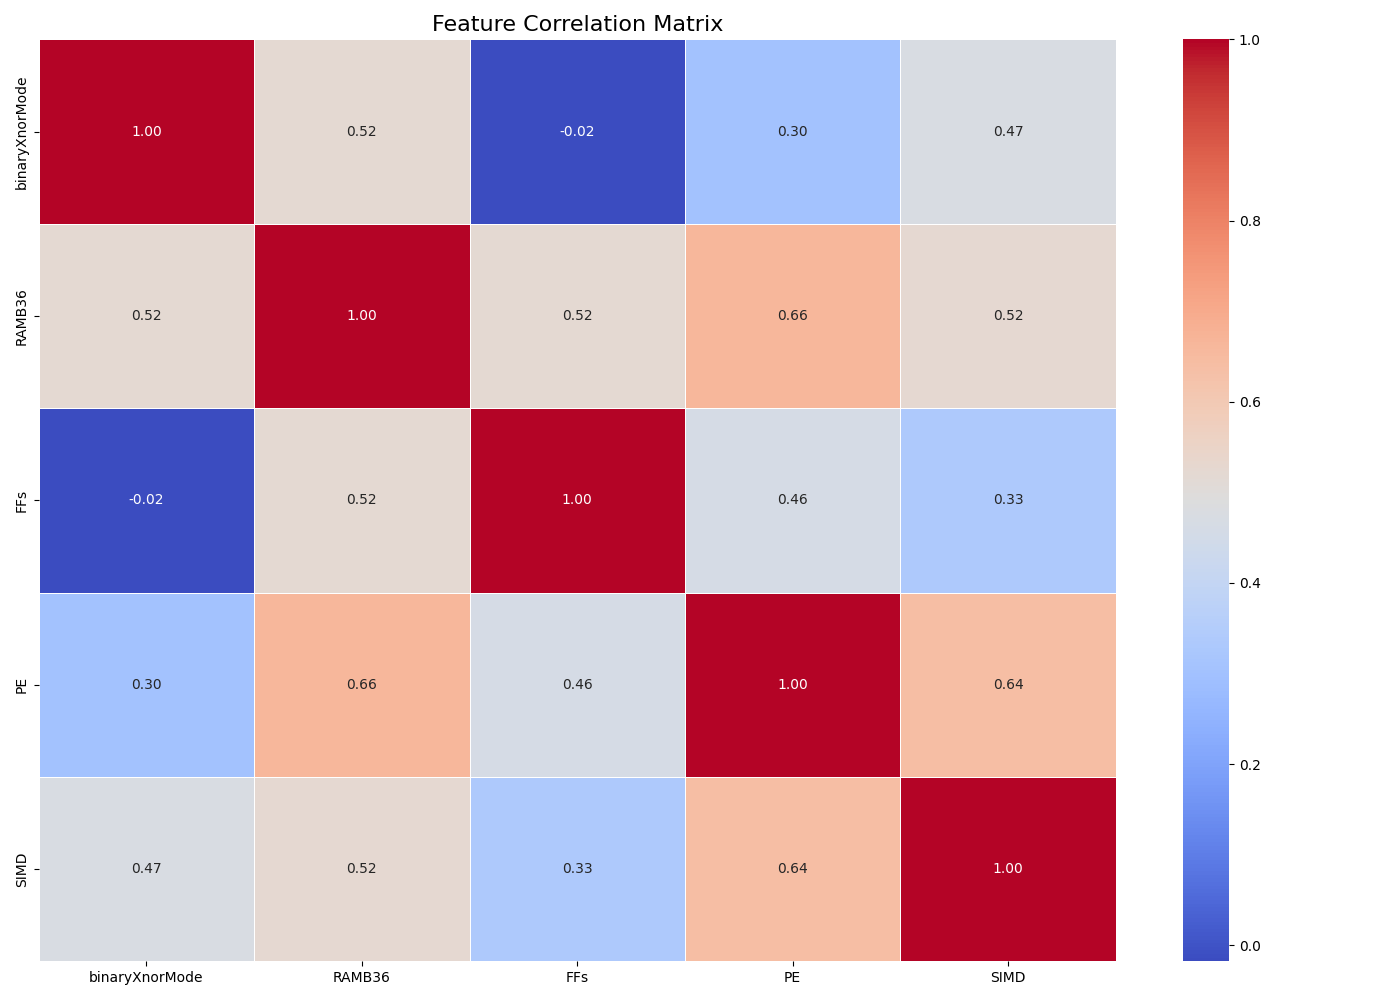 Feature Correlation Matrix
binaryXnorMode
1.00
0.52
-0.02
0.30
0.47
RAMB36
0.52
1.00
0.52
0.66
0.52
FFs
-0.02
0.52
1.00
0.46
0.33
PE
0.30
0.66
0.46
1.00
0.64
SIMD
0.47
0.52
0.33
0.64
1.00
binaryXnorMode
RAMB36
FFs
PE
SIMD
1.0
0.8
0.6
0.4
0.2
0.0